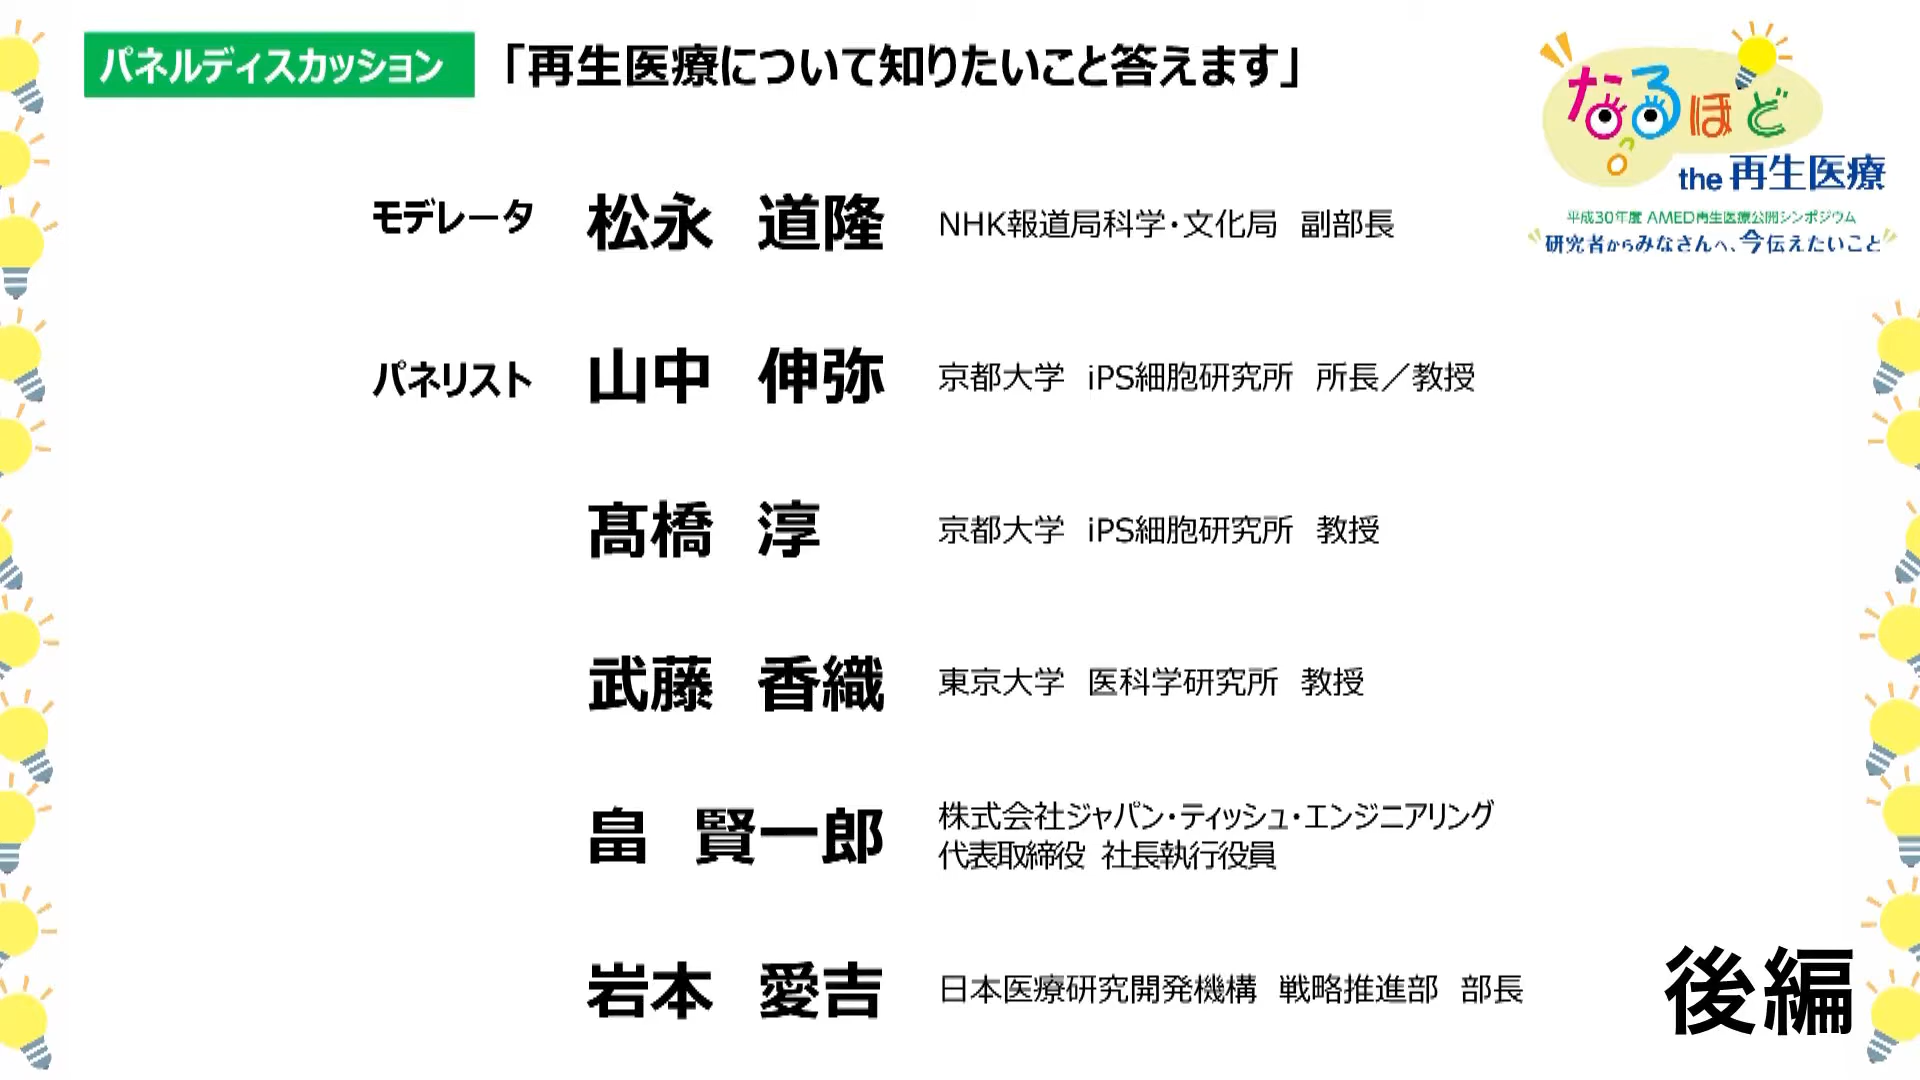 パネルディスカッション 「再生医療について知りたいこと答えます」
なるほど
the 再生医療
平成30年度 AMED再生医療公開シンポジウム
研究者からみなさんへ、今伝えたいこと
モデレータ 松永 道隆 NHK報道局科学・文化局 副部長
パネリスト 山中 伸弥 京都大学 iPS細胞研究所 所長／教授
髙橋 淳 京都大学 iPS細胞研究所 教授
武藤 香織 東京大学 医科学研究所 教授
畠 賢一郎 株式会社ジャパン・ティッシュ・エンジニアリング
代表取締役 社長執行役員
岩本 愛吉 日本医療研究開発機構 戦略推進部 部長
後編